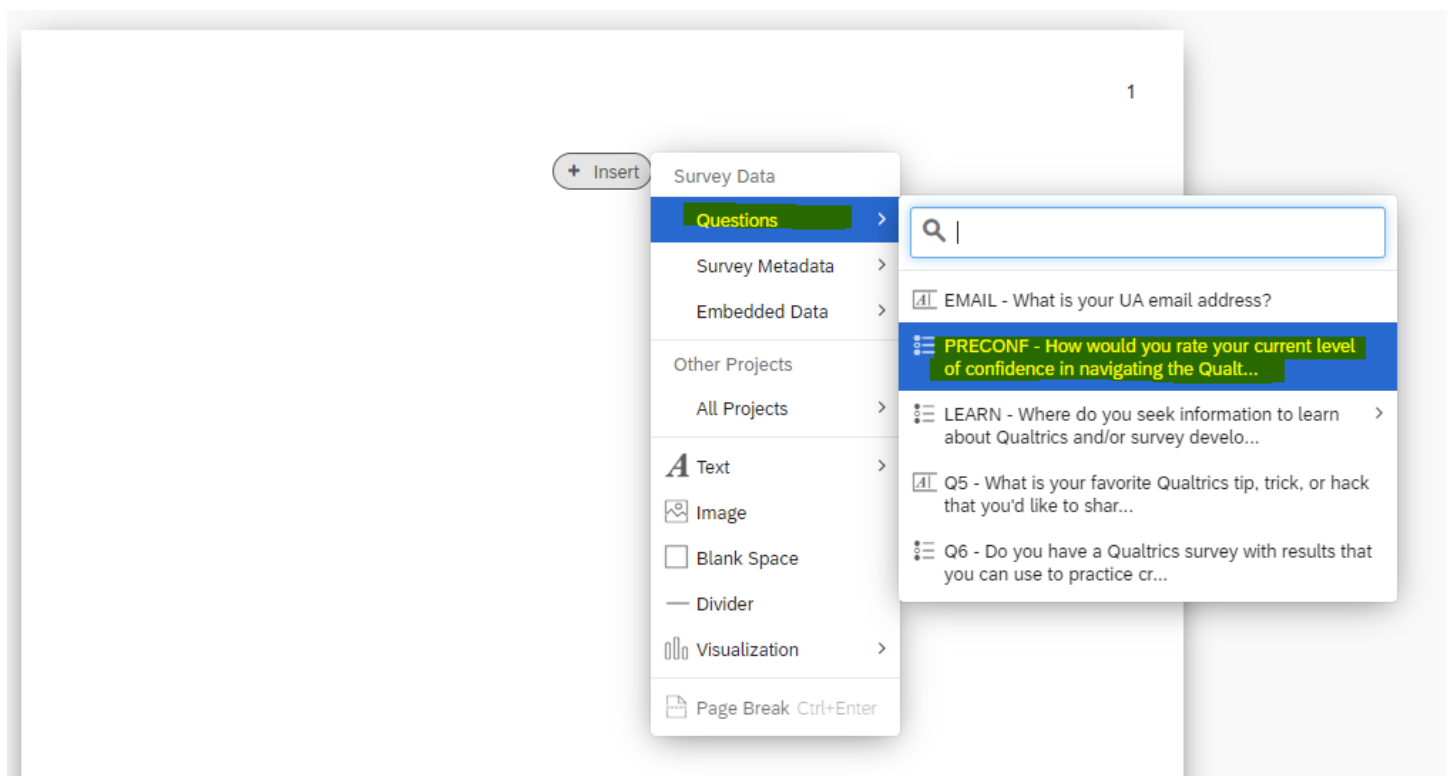 1
+ Insert
Survey Data
Questions
Survey Metadata
Embedded Data
Other Projects
All Projects
A Text
Image
Blank Space
Divider
Visualization
Page Break Ctrl+Enter
EMAIL - What is your UA email address?
PRECONF - How would you rate your current level
of confidence in navigating the Qualt...
LEARN - Where do you seek information to learn
about Qualtrics and/or survey develo...
Q5 - What is your favorite Qualtrics tip, trick, or hack
that you'd like to shar...
Q6 - Do you have a Qualtrics survey with results that
you can use to practice cr...